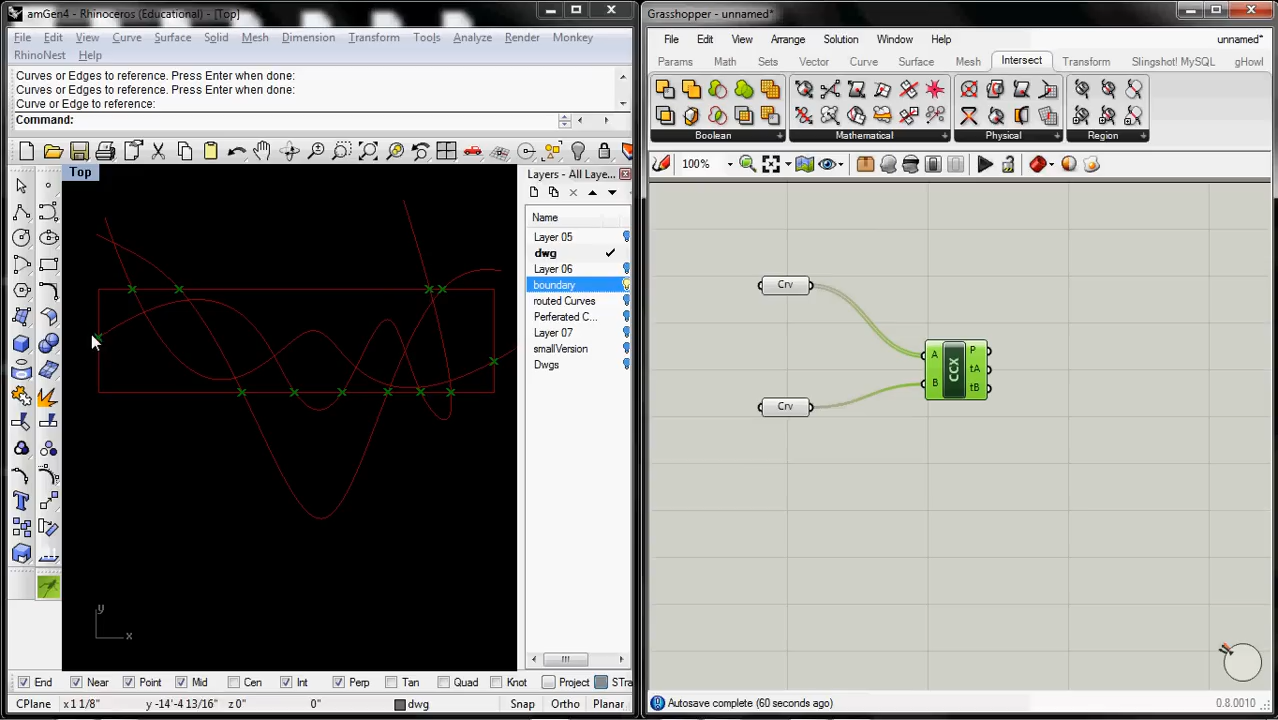 amGen4 - Rhinoceros (Educational) - [Top]
File Edit View Curve Surface Solid Mesh Dimension Transform Tools Analyze Render Monkey
RhinoNest Help
Curves or Edges to reference. Press Enter when done:
Curves or Edges to reference. Press Enter when done:
Curve or Edge to reference:
Command:
Top
Layers - All Laye...
Name
Layer 05
dwg
Layer 06
boundary
routed Curves
Perforated C...
Layer 07
smallVersion
Dwgs
y
x
End Near Point Mid Cen Int Perp Tan Quad Knot Project STra
CPlane x 1 1/8" y -14'-4 13/16" z 0" 0" dwg Snap Ortho Planar
Grasshopper - unnamed*
File Edit View Arrange Solution Window Help unnamed*
Params Math Sets Vector Curve Surface Mesh Intersect Transform Slingshot! MySQL gHowl
Boolean Mathematical Physical Region
100%
Crv
Crv
A B CCX P tA tB
Autosave complete (60 seconds ago) 0.8.0010